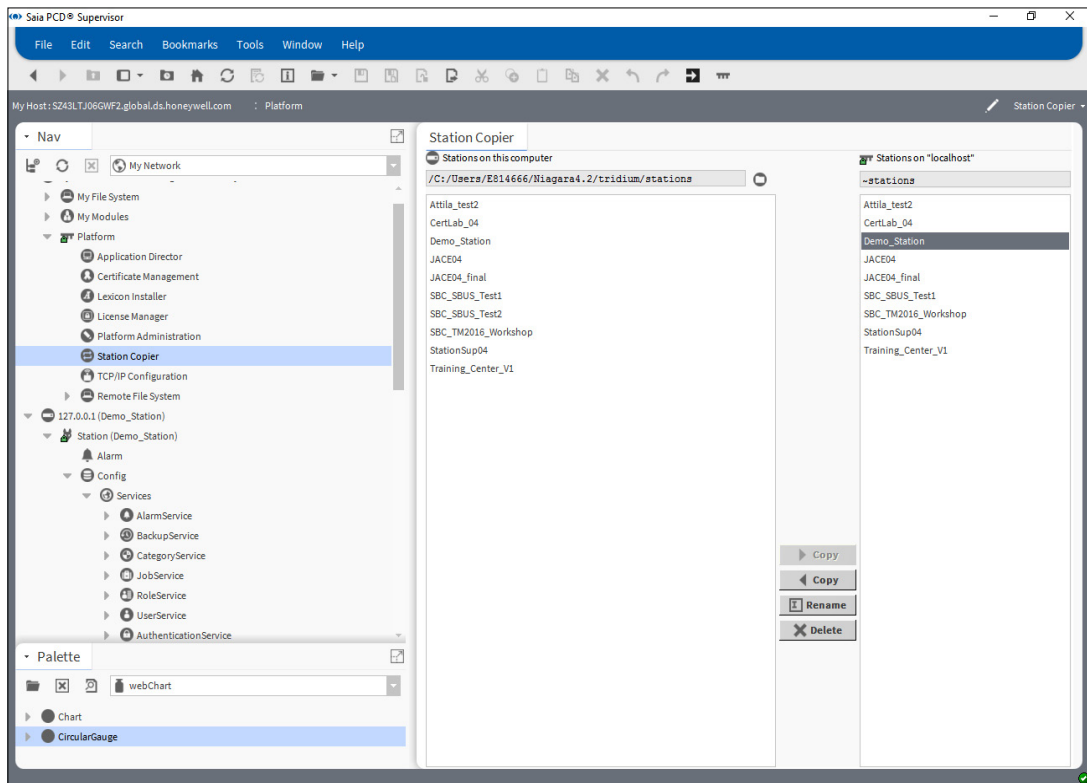 Saia PCD® Supervisor
File Edit Search Bookmarks Tools Window Help
My Host : SZ43LTJ06GWF2.global.ds.honeywell.com : Platform
Station Copier
Nav
My Network
My File System
My Modules
Platform
Application Director
Certificate Management
Lexicon Installer
License Manager
Platform Administration
Station Copier
TCP/IP Configuration
Remote File System
127.0.0.1 (Demo_Station)
Station (Demo_Station)
Alarm
Config
Services
AlarmService
BackupService
CategoryService
JobService
RoleService
UserService
AuthenticationService
Palette
webChart
Chart
CircularGauge
Station Copier
Stations on this computer
/C:/Users/E814666/Niagara4.2/tridium/stations
Attila_test2
CertLab_04
Demo_Station
JACE04
JACE04_final
SBC_SBUS_Test1
SBC_SBUS_Test2
SBC_TM2016_Workshop
StationSup04
Training_Center_V1
Copy
Copy
Rename
Delete
Stations on "localhost"
~stations
Attila_test2
CertLab_04
Demo_Station
JACE04
JACE04_final
SBC_SBUS_Test1
SBC_TM2016_Workshop
StationSup04
Training_Center_V1